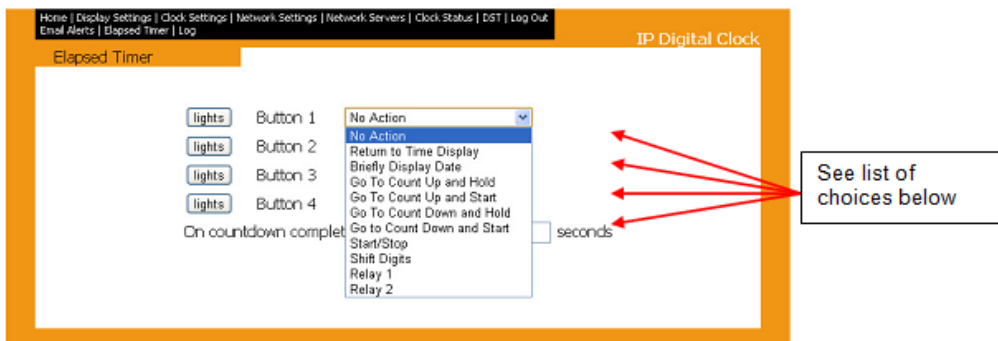 Home | Display Settings | Clock Settings | Network Settings | Network Servers | Clock Status | DST | Log Out
Email Alerts | Elapsed Timer | Log
IP Digital Clock
Elapsed Timer
lights Button 1 No Action
lights Button 2
lights Button 3
lights Button 4
No Action
Return to Time Display
Briefly Display Date
Go To Count Up and Hold
Go To Count Up and Start
Go To Count Down and Hold
Go to Count Down and Start
Start/Stop
Shift Digits
Relay 1
Relay 2
On countdown complet seconds
See list of
choices below